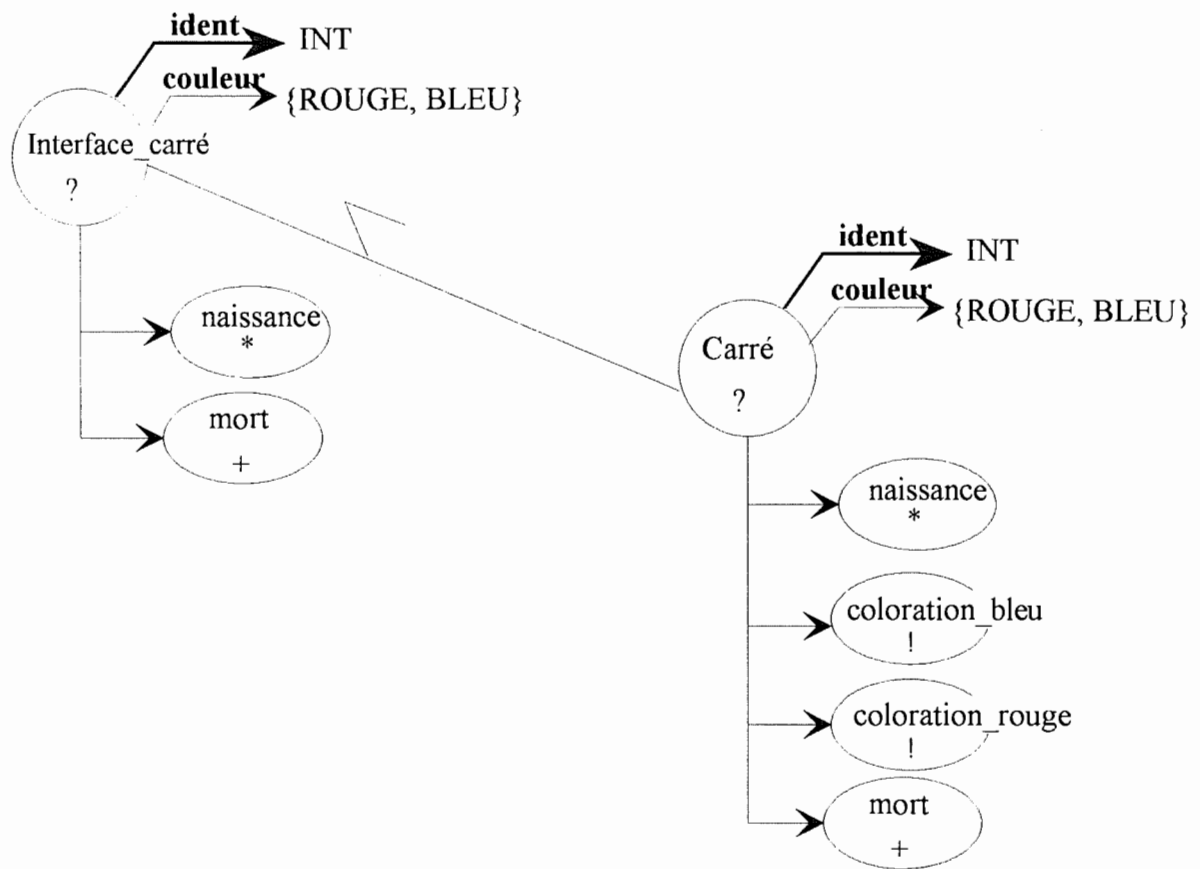 ident
INT
couleur
{ROUGE, BLEU}
Interface_carré
?
naissance
*
mort
+
ident
INT
couleur
{ROUGE, BLEU}
Carré
?
naissance
*
coloration_bleu
!
coloration_rouge
!
mort
+